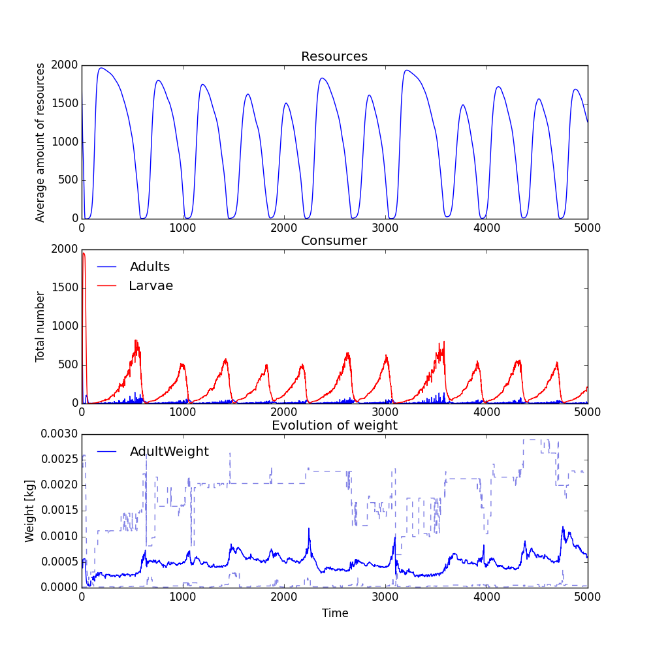 Resources
Average amount of resources
2000
1500
1000
500
0
0 1000 2000 3000 4000 5000
Consumer
Total number
2000
1500
1000
500
0
Adults
Larvae
0 1000 2000 3000 4000 5000
Evolution of weight
Weight [kg]
0.0030
0.0025
0.0020
0.0015
0.0010
0.0005
0.0000
AdultWeight
0 1000 2000 3000 4000 5000
Time